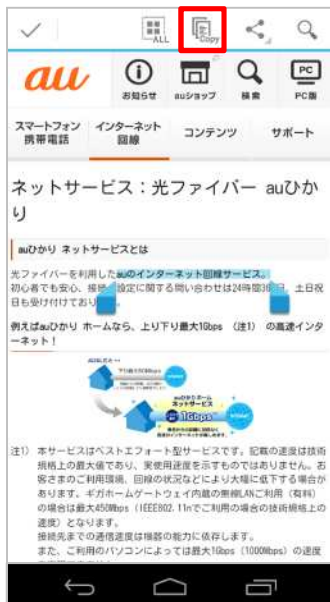 ALL
Copy
au
PC
お知らせ
auショップ
検索
PC版
スマートフォン
携帯電話
インターネット
回線
コンテンツ
サポート
ネットサービス：光ファイバー auひか
り
auひかり ネットサービスとは
光ファイバーを利用したauのインターネット回線サービス。
初心者でも安心、接続・設定に関する問い合わせは24時間365日、土日祝
日も受け付けており
例えばauひかり ホームなら、上り下り最大1Gbps （注1） の高速インタ
ーネット！
auひかりホーム
ネットサービス
1Gbps
注1） 本サービスはベストエフォート型サービスです。記載の速度は技術
規格上の最大値であり、実使用速度を示すものではありません。お
客さまのご利用環境、回線の状況などにより大幅に低下する場合が
あります。ギガホームゲートウェイ内蔵の無線LANご利用（有料）
の場合は最大450Mbps（IEEE802.11nでご利用の場合の技術規格上の
速度）となります。
接続先までの通信速度は機器の能力に依存します。
また、ご利用のパソコンによっては最大1Gbps（1000Mbps）の速度